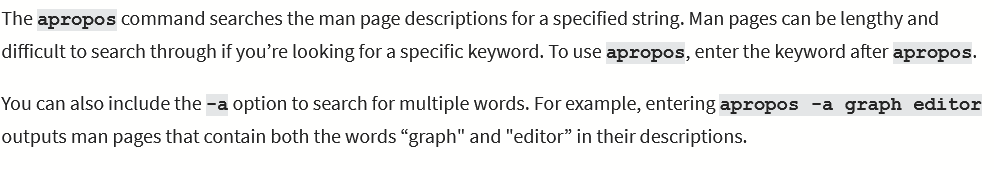 The apropos command searches the man page descriptions for a specified string. Man pages can be lengthy and
difficult to search through if you’re looking for a specific keyword. To use apropos, enter the keyword after apropos.
You can also include the -a option to search for multiple words. For example, entering apropos -a graph editor
outputs man pages that contain both the words “graph" and "editor” in their descriptions.